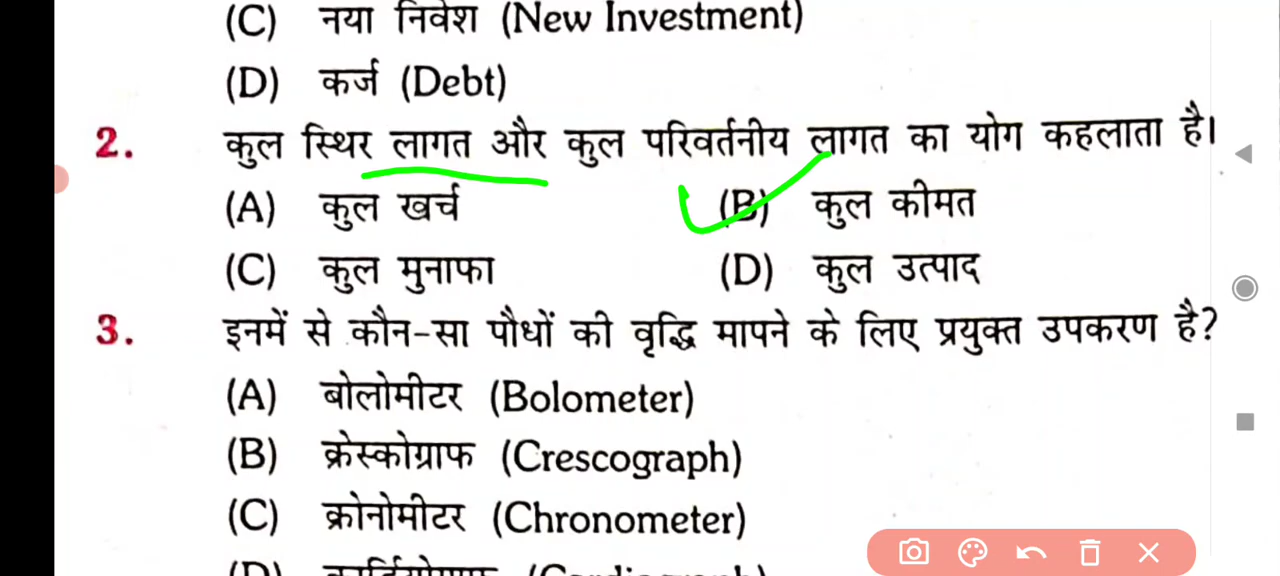 (C) नया निवेश (New Investment)
(D) कर्ज (Debt)
2. कुल स्थिर लागत और कुल परिवर्तनीय लागत का योग कहलाता है।
(A) कुल खर्च (B) कुल कीमत
(C) कुल मुनाफा (D) कुल उत्पाद
3. इनमें से कौन-सा पौधों की वृद्धि मापने के लिए प्रयुक्त उपकरण है?
(A) बोलोमीटर (Bolometer)
(B) क्रेस्कोग्राफ (Crescograph)
(C) क्रोनोमीटर (Chronometer)
(D) कार्डियोग्राफ (Cardiograph)